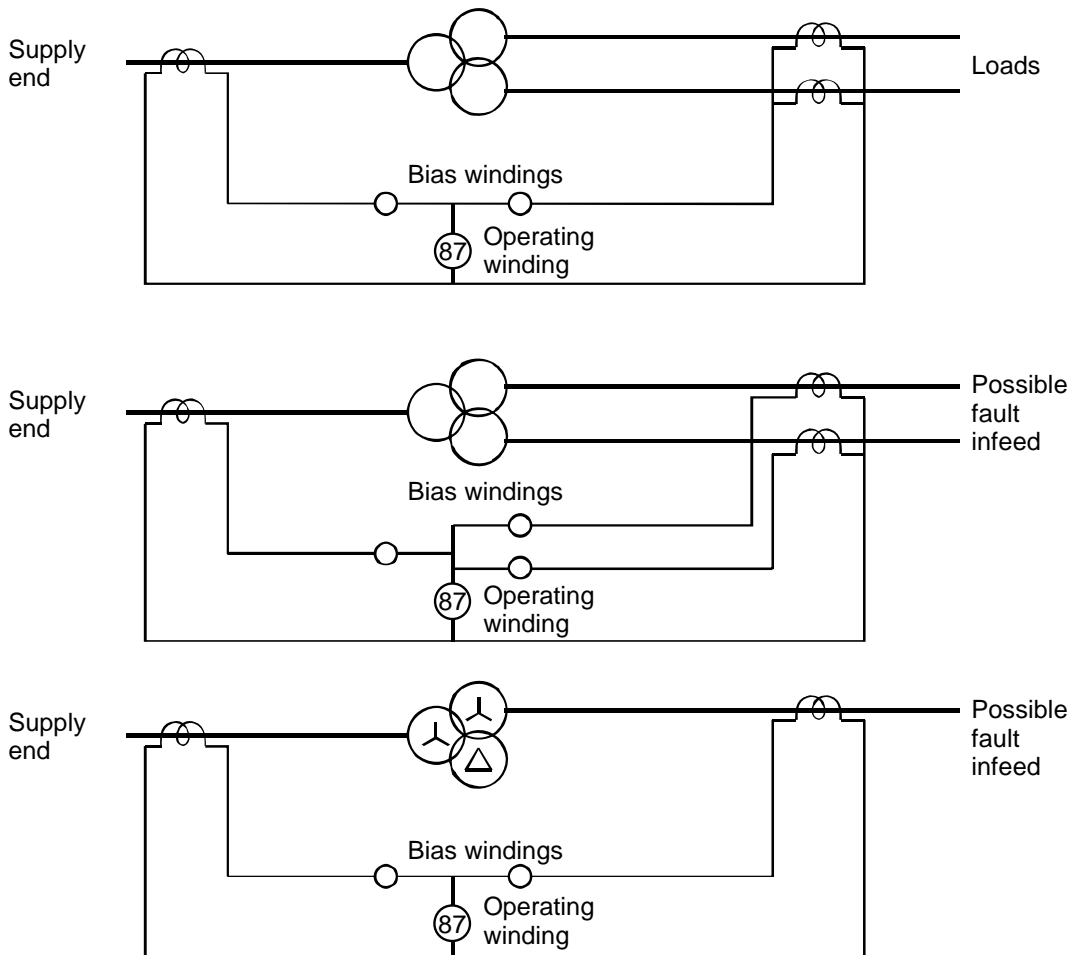 Supply
end
Loads
Bias windings
87
Operating
winding
Supply
end
Possible
fault
infeed
Bias windings
87
Operating
winding
Supply
end
Possible
fault
infeed
Bias windings
87
Operating
winding